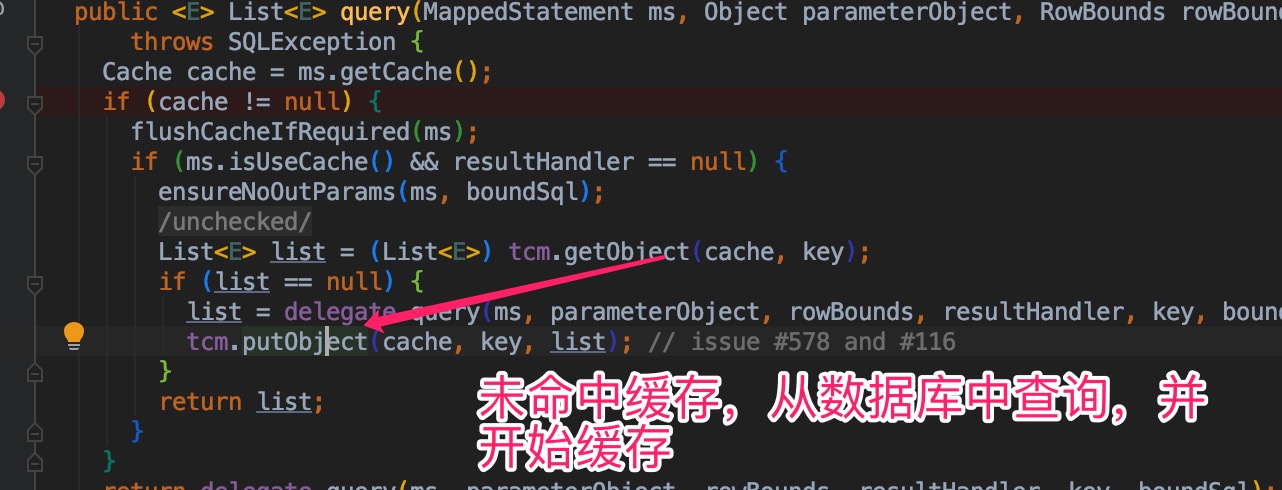 public <E> List<E> query(MappedStatement ms, Object parameterObject, RowBounds rowBoun
throws SQLException {
Cache cache = ms.getCache();
if (cache != null) {
flushCacheIfRequired(ms);
if (ms.isUseCache() && resultHandler == null) {
ensureNoOutParams(ms, boundSql);
/unchecked/
List<E> list = (List<E>) tcm.getObject(cache, key);
if (list == null) {
list = delegate.query(ms, parameterObject, rowBounds, resultHandler, key, boun
tcm.putObject(cache, key, list); // issue #578 and #116
}
return list;
}
}
return delegate.query(ms, parameterObject, rowBounds, resultHandler, key, boundSql);
未命中缓存，从数据库中查询，并
开始缓存